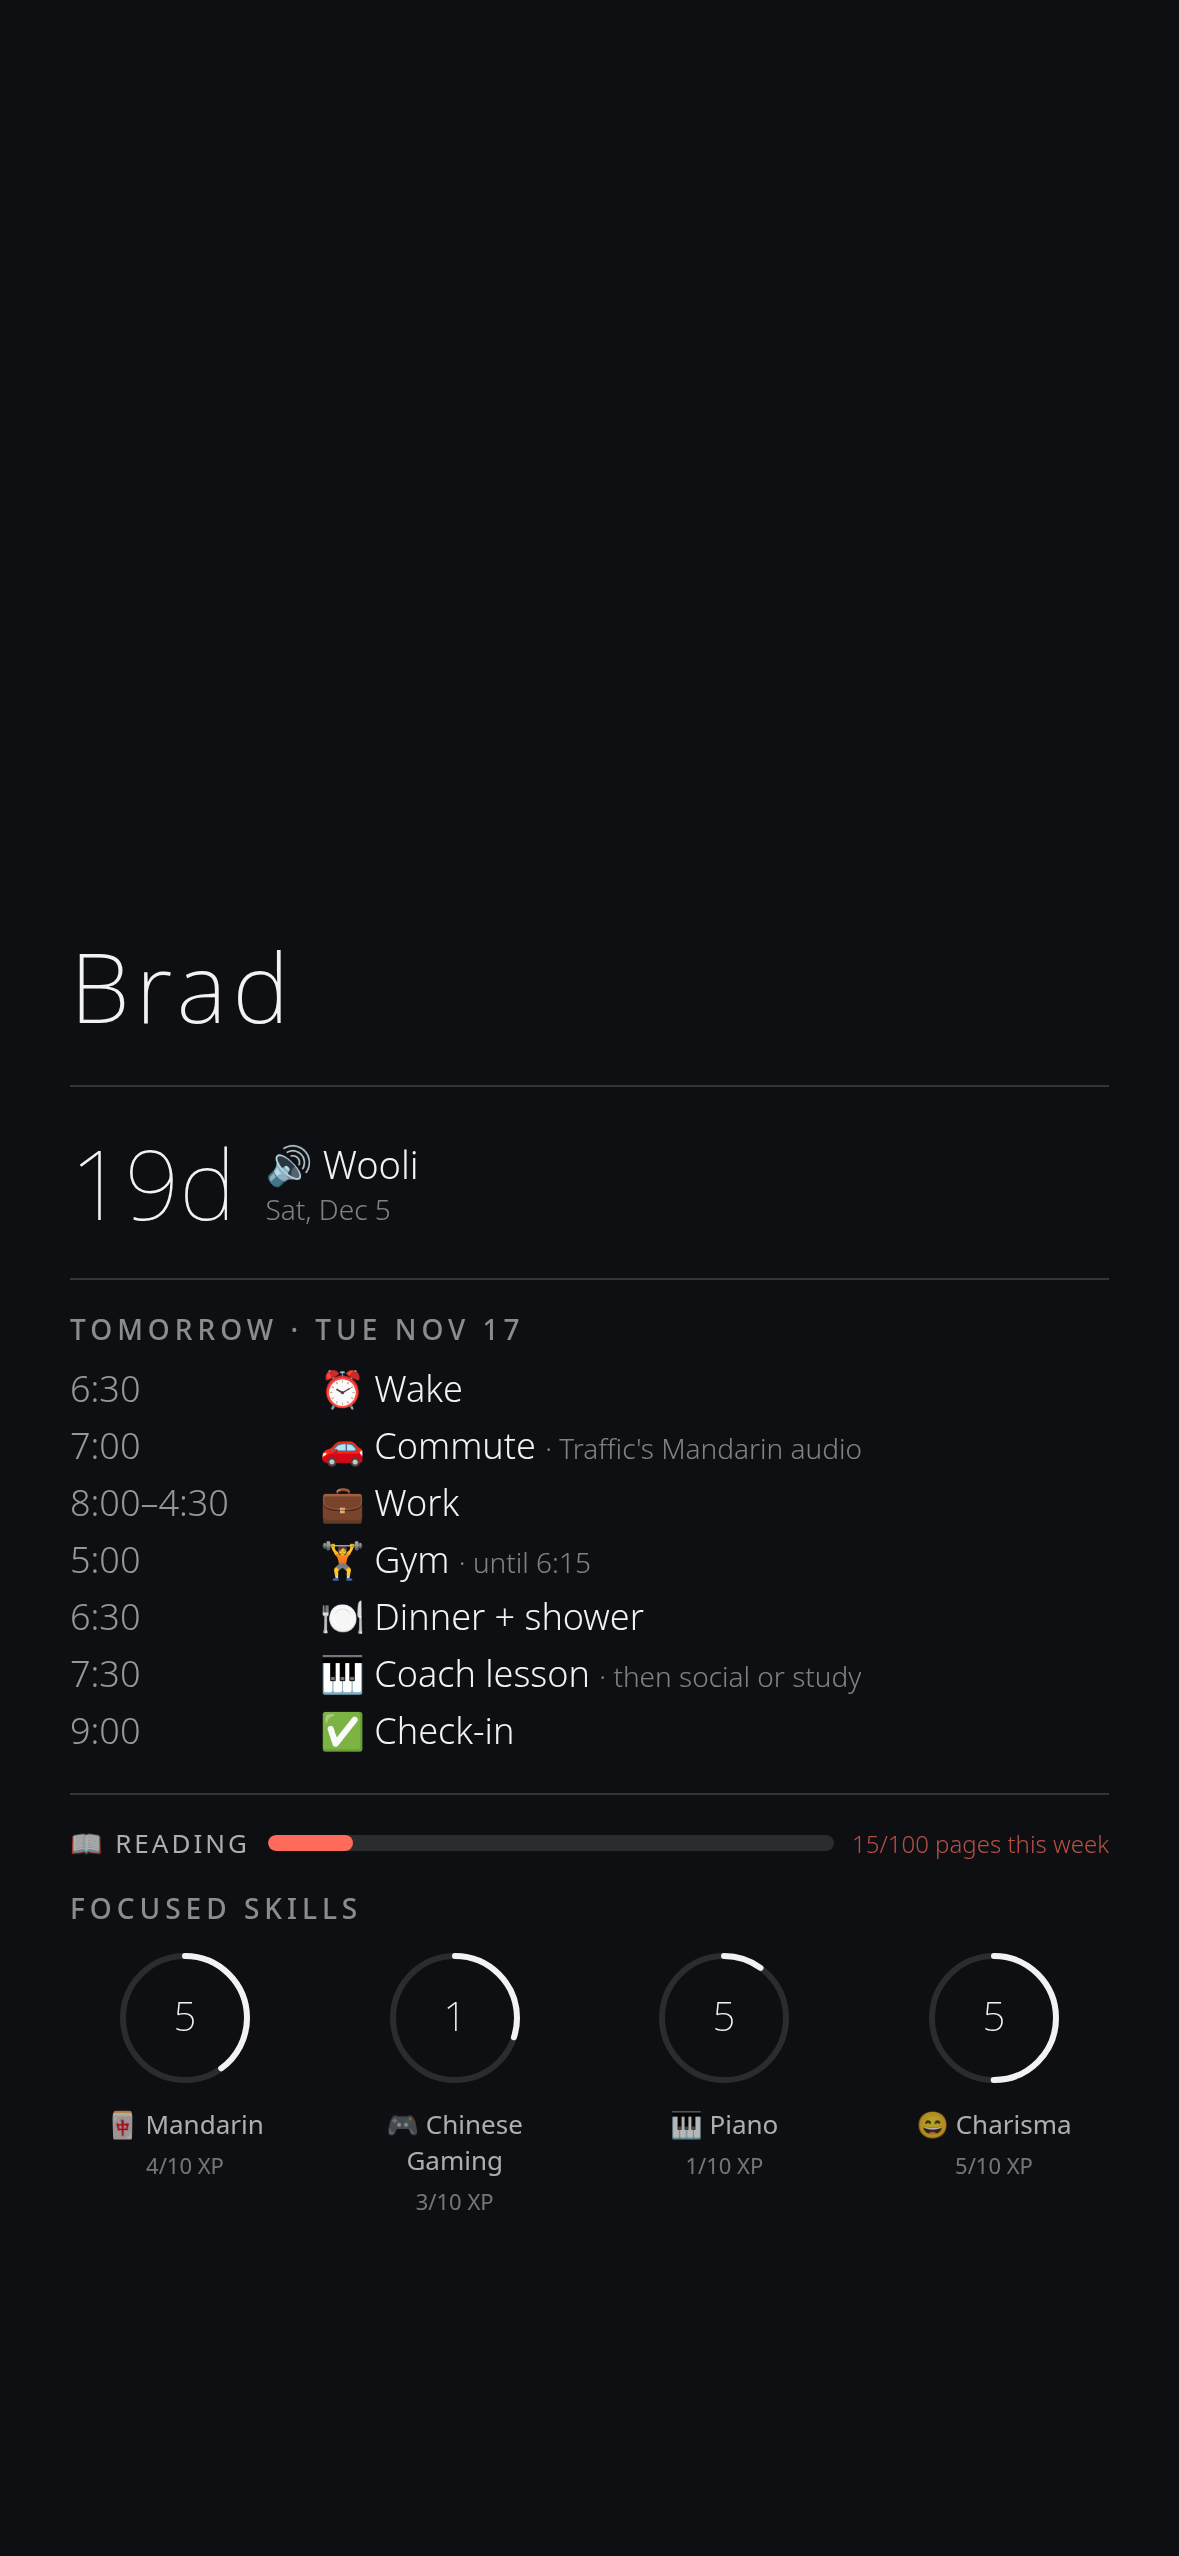 Brad
19d
🔊 Wooli
Sat, Dec 5
TOMORROW · TUE NOV 17
6:30 ⏰ Wake
7:00 🚗 Commute · Traffic's Mandarin audio
8:00–4:30 💼 Work
5:00 🏋️ Gym · until 6:15
6:30 🍽️ Dinner + shower
7:30 🎹 Coach lesson · then social or study
9:00 ✅ Check-in
📖 READING 15/100 pages this week
FOCUSED SKILLS
5
🀄 Mandarin
4/10 XP
1
🎮 Chinese
Gaming
3/10 XP
5
🎹 Piano
1/10 XP
5
😄 Charisma
5/10 XP